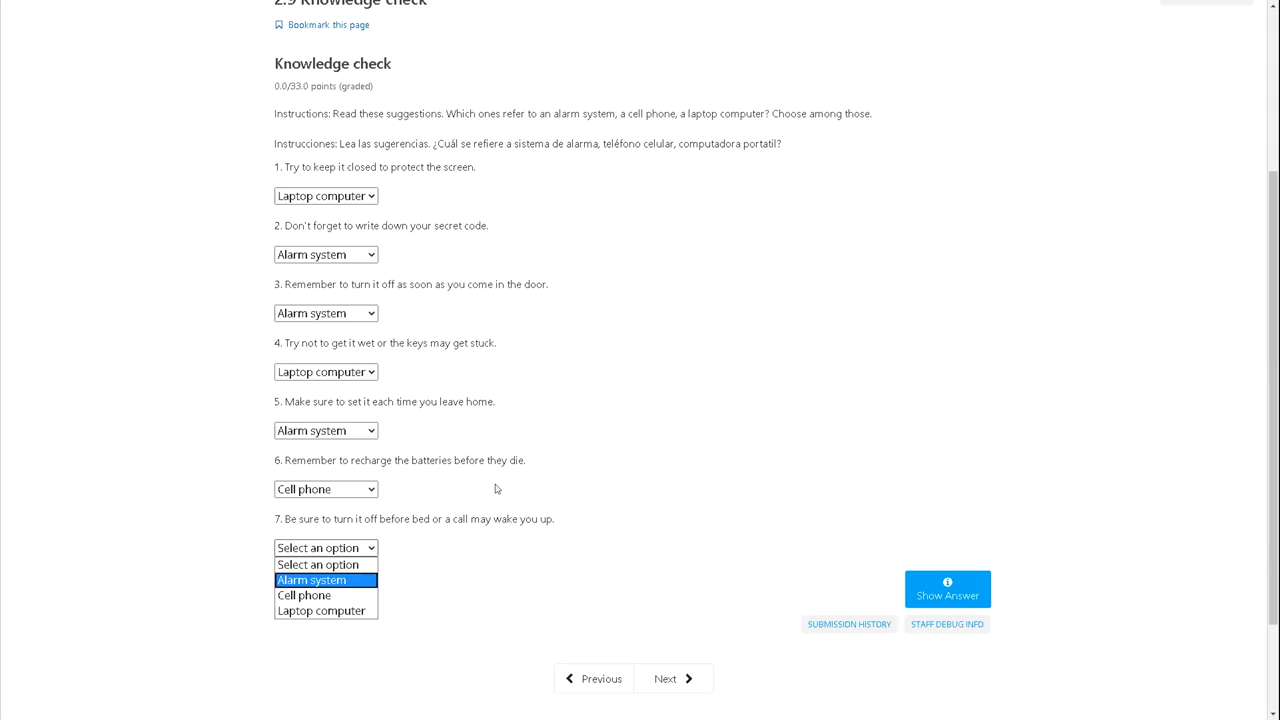 2.9 Knowledge check
Bookmark this page
Knowledge check
0.0/33.0 points (graded)
Instructions: Read these suggestions. Which ones refer to an alarm system, a cell phone, a laptop computer? Choose among those.
Instrucciones: Lea las sugerencias. ¿Cuál se refiere a sistema de alarma, teléfono celular, computadora portatil?
1. Try to keep it closed to protect the screen.
Laptop computer
2. Don't forget to write down your secret code.
Alarm system
3. Remember to turn it off as soon as you come in the door.
Alarm system
4. Try not to get it wet or the keys may get stuck.
Laptop computer
5. Make sure to set it each time you leave home.
Alarm system
6. Remember to recharge the batteries before they die.
Cell phone
7. Be sure to turn it off before bed or a call may wake you up.
Select an option
Select an option
Alarm system
Cell phone
Laptop computer
Show Answer
SUBMISSION HISTORY
STAFF DEBUG INFO
Previous
Next